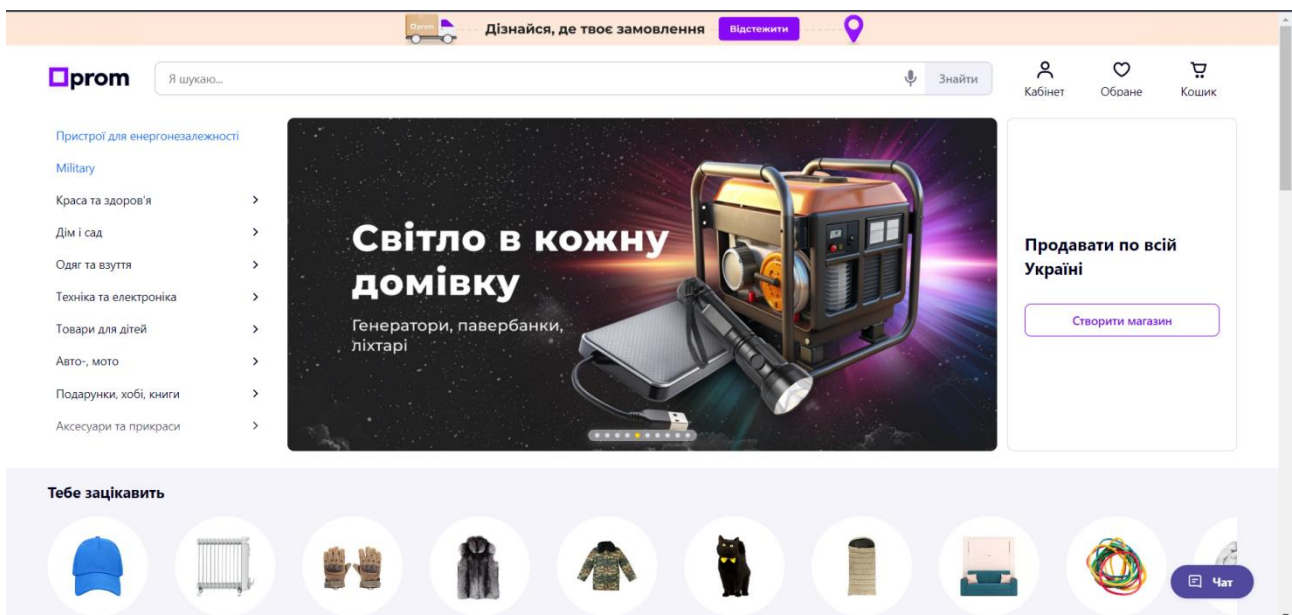 Дізнайся, де твоє замовлення
Відстежити
prom
Я шукаю...
Знайти
Кабінет
Обране
Кошик
Пристрої для енергонезалежності
Military
Краса та здоров'я
Дім і сад
Одяг та взуття
Техніка та електроніка
Товари для дітей
Авто-, мото
Подарунки, хобі, книги
Аксесуари та прикраси
Світло в кожну
домівку
Генератори, павербанки,
ліхтарі
Продавати по всій
Україні
Створити магазин
Тебе зацікавить
Чат